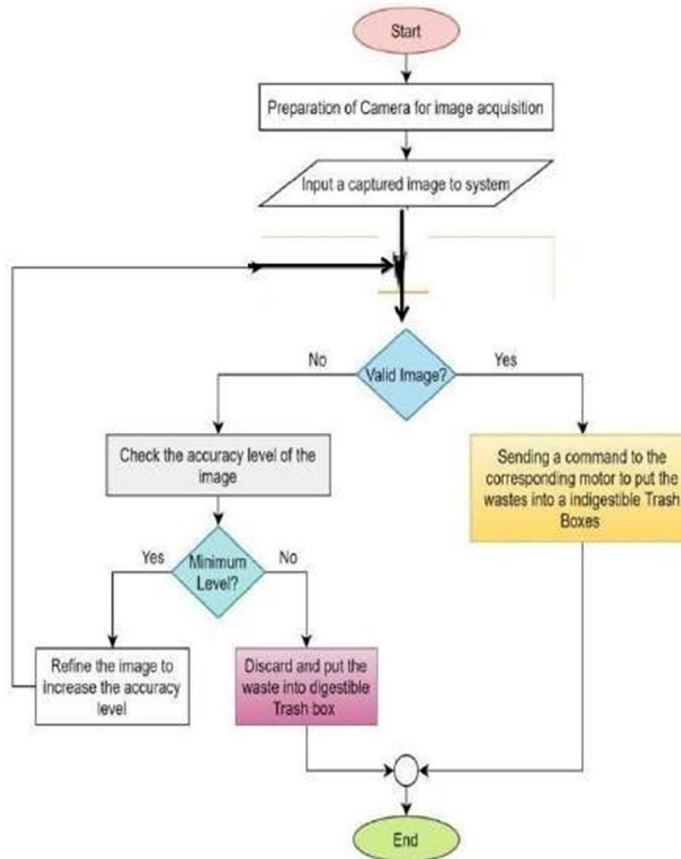 Start
Preparation of Camera for image acquisition
Input a captured image to system
No
Valid Image?
Yes
Check the accuracy level of the
image
Sending a command to the
corresponding motor to put the
wastes into a indigestible Trash
Boxes
Yes
Minimum
Level?
No
Refine the image to
increase the accuracy
level
Discard and put the
waste into digestible
Trash box
End